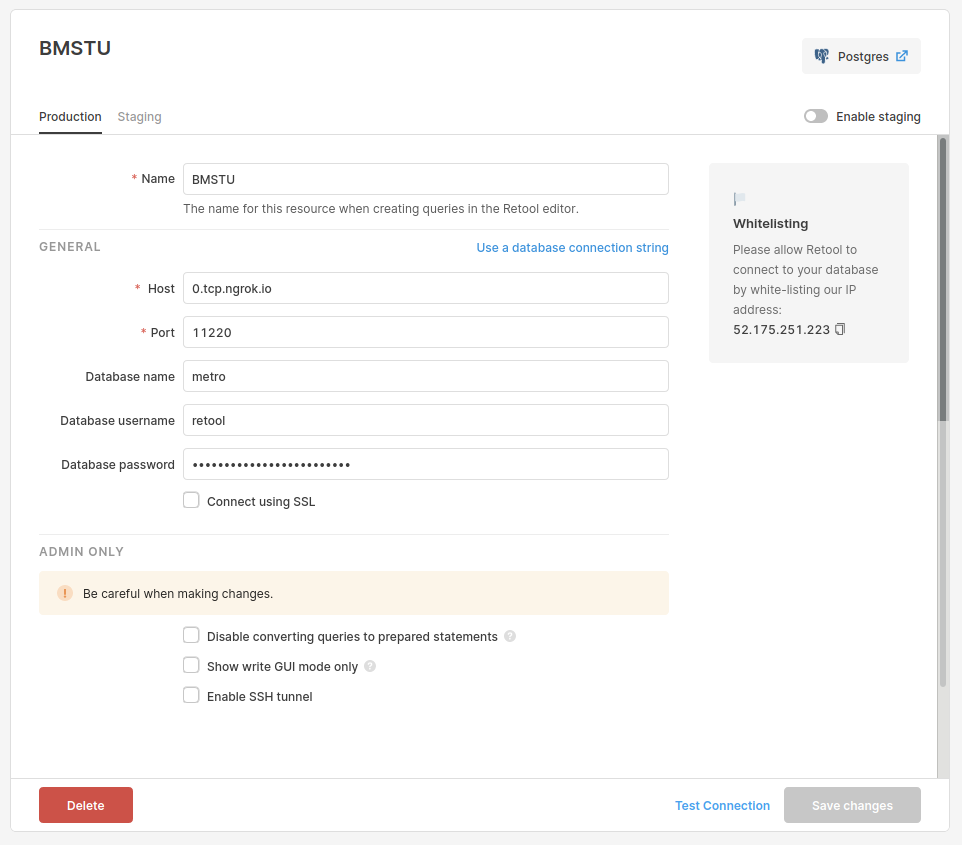 BMSTU
Postgres
Production
Staging
Enable staging
* Name
BMSTU
The name for this resource when creating queries in the Retool editor.
GENERAL
Use a database connection string
* Host
0.tcp.ngrok.io
* Port
11220
Database name
metro
Database username
retool
Database password
•••••••••••••••••••••••••
Connect using SSL
ADMIN ONLY
! Be careful when making changes.
Disable converting queries to prepared statements ?
Show write GUI mode only ?
Enable SSH tunnel
Whitelisting
Please allow Retool to
connect to your database
by white-listing our IP
address:
52.175.251.223
Delete
Test Connection
Save changes